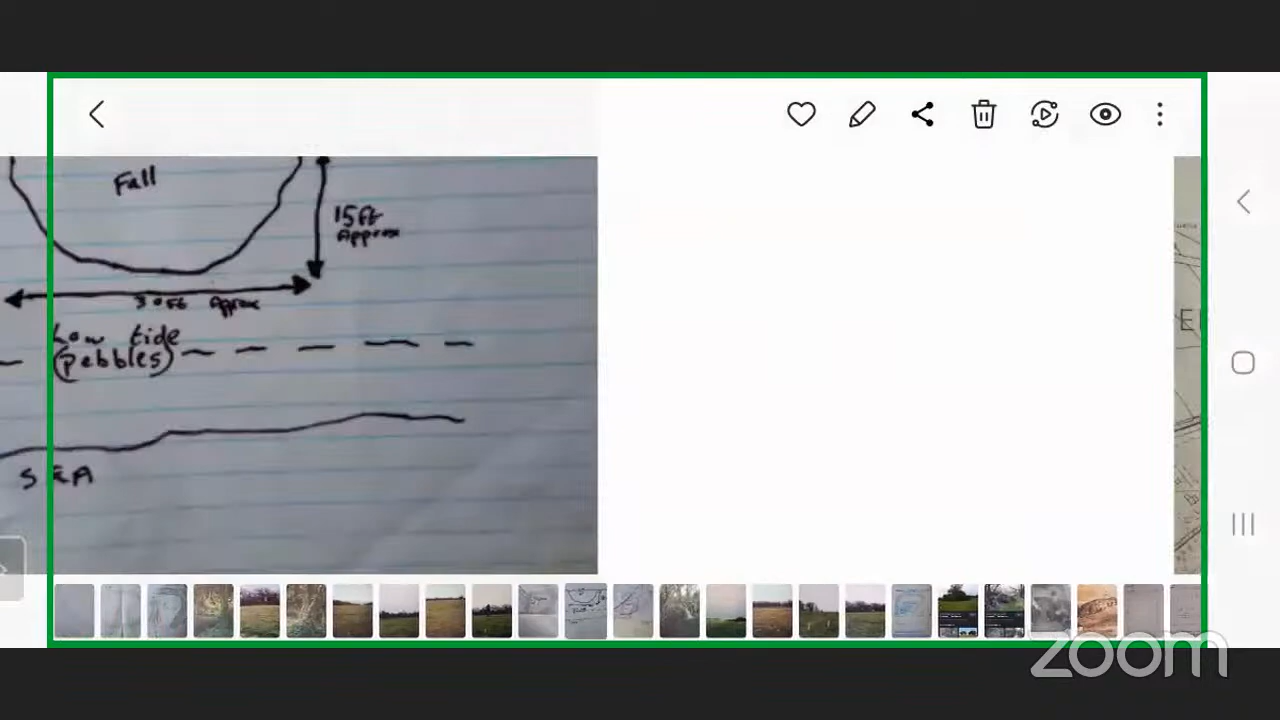 Fall
15ft
Approx
30ft Approx
Low tide
(pebbles)
SEA
E
zoom